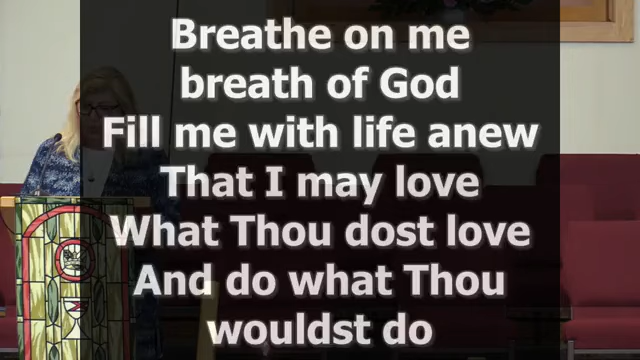 Breathe on me
breath of God
Fill me with life anew
That I may love
What Thou dost love
And do what Thou
wouldst do